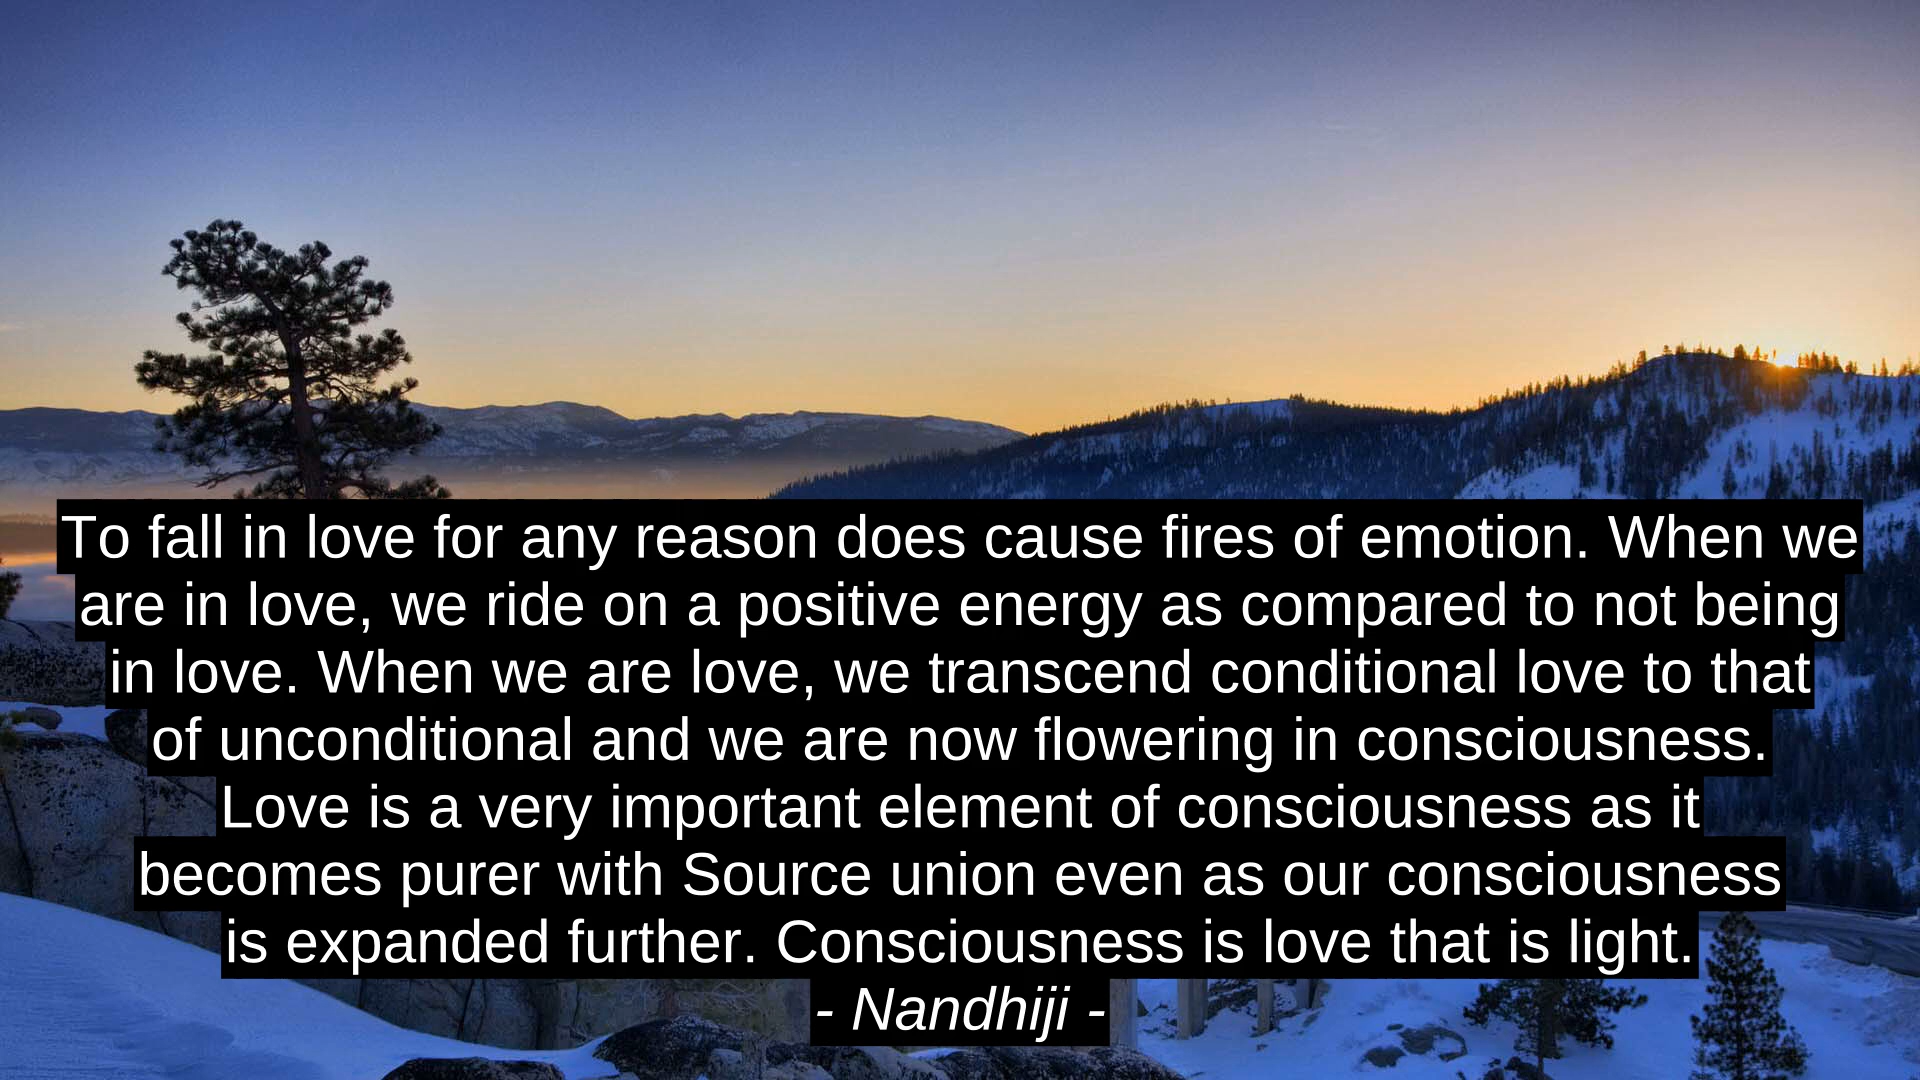 To fall in love for any reason does cause fires of emotion. When we
are in love, we ride on a positive energy as compared to not being
in love. When we are love, we transcend conditional love to that
of unconditional and we are now flowering in consciousness.
Love is a very important element of consciousness as it
becomes purer with Source union even as our consciousness
is expanded further. Consciousness is love that is light.
- Nandhiji -